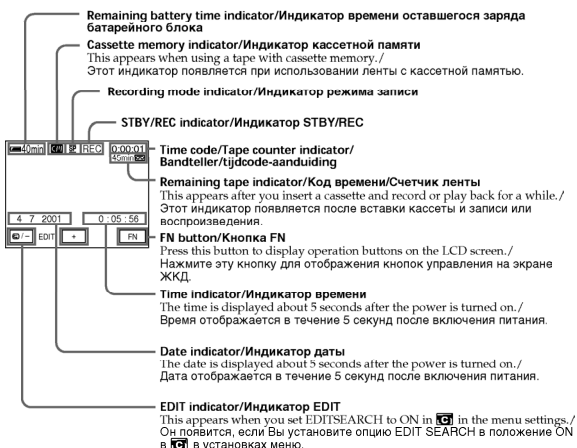 Remaining battery time indicator/Индикатор времени оставшегося заряда
батарейного блока
Cassette memory indicator/Индикатор кассетной памяти
This appears when using a tape with cassette memory./
Этот индикатор появляется при использовании ленты с кассетной памятью.
Recording mode indicator/Индикатор режима записи
STBY/REC indicator/Индикатор STBY/REC
40min SP REC 0:00:01
45min
Time code/Tape counter indicator/
Bandteller/tijdcode-aanduiding
Remaining tape indicator/Код времени/Счетчик ленты
This appears after you insert a cassette and record or play back for a while./
Этот индикатор появляется после вставки кассеты и записи или
воспроизведения.
4 7 2001 0:05:56
/– EDIT + FN
FN button/Кнопка FN
Press this button to display operation buttons on the LCD screen./
Нажмите эту кнопку для отображения кнопок управления на экране
ЖКД.
Time indicator/Индикатор времени
The time is displayed about 5 seconds after the power is turned on./
Время отображается в течение 5 секунд после включения питания.
Date indicator/Индикатор даты
The date is displayed about 5 seconds after the power is turned on./
Дата отображается в течение 5 секунд после включения питания.
EDIT indicator/Индикатор EDIT
This appears when you set EDITSEARCH to ON in in the menu settings./
Он появится, если Вы установите опцию EDIT SEARCH в положение ON
в в установках меню.